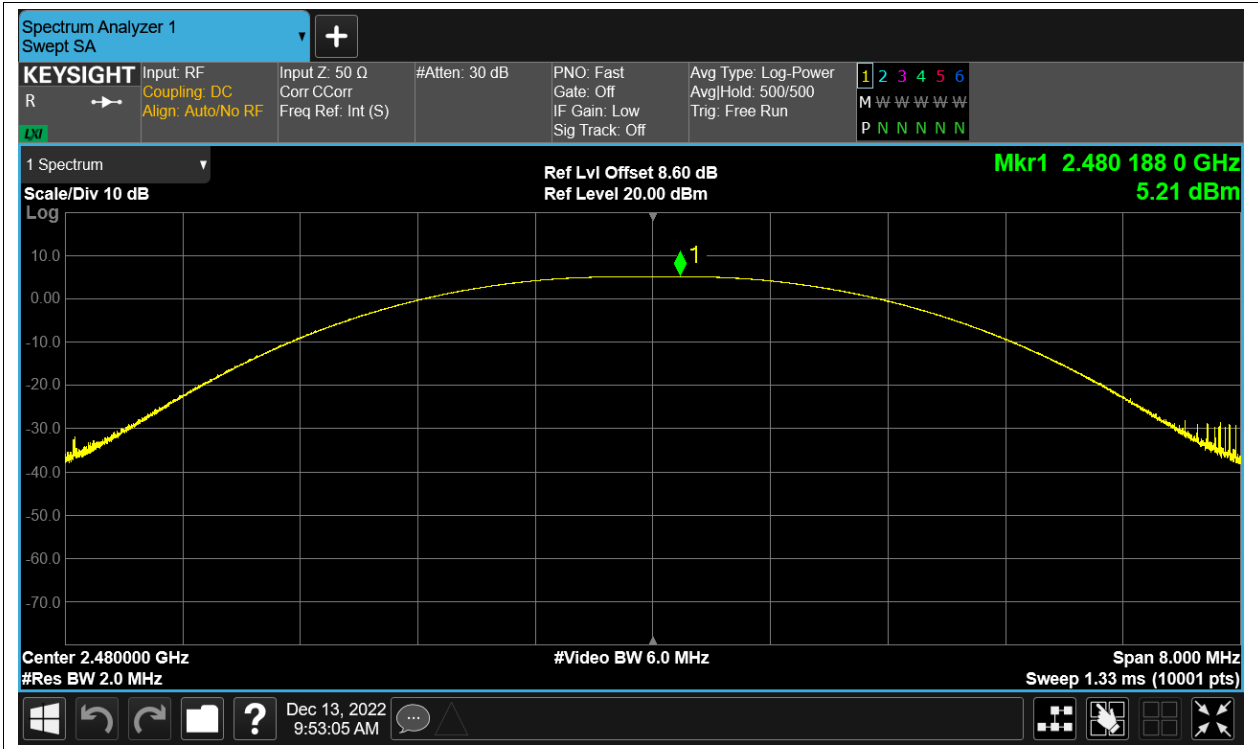 Spectrum Analyzer 1
Swept SA
+
KEYSIGHT
R
LXI
Input: RF
Coupling: DC
Align: Auto/No RF
Input Z: 50 Ω
Corr CCorr
Freq Ref: Int (S)
#Atten: 30 dB
PNO: Fast
Gate: Off
IF Gain: Low
Sig Track: Off
Avg Type: Log-Power
Avg|Hold: 500/500
Trig: Free Run
1 2 3 4 5 6
M W W W W W
P N N N N N N
1 Spectrum
Scale/Div 10 dB
Log
Ref Lvl Offset 8.60 dB
Ref Level 20.00 dBm
Mkr1 2.480 188 0 GHz
5.21 dBm
1
10.0
0.00
-10.0
-20.0
-30.0
-40.0
-50.0
-60.0
-70.0
Center 2.480000 GHz
#Res BW 2.0 MHz
#Video BW 6.0 MHz
Span 8.000 MHz
Sweep 1.33 ms (10001 pts)
?
Dec 13, 2022
9:53:05 AM